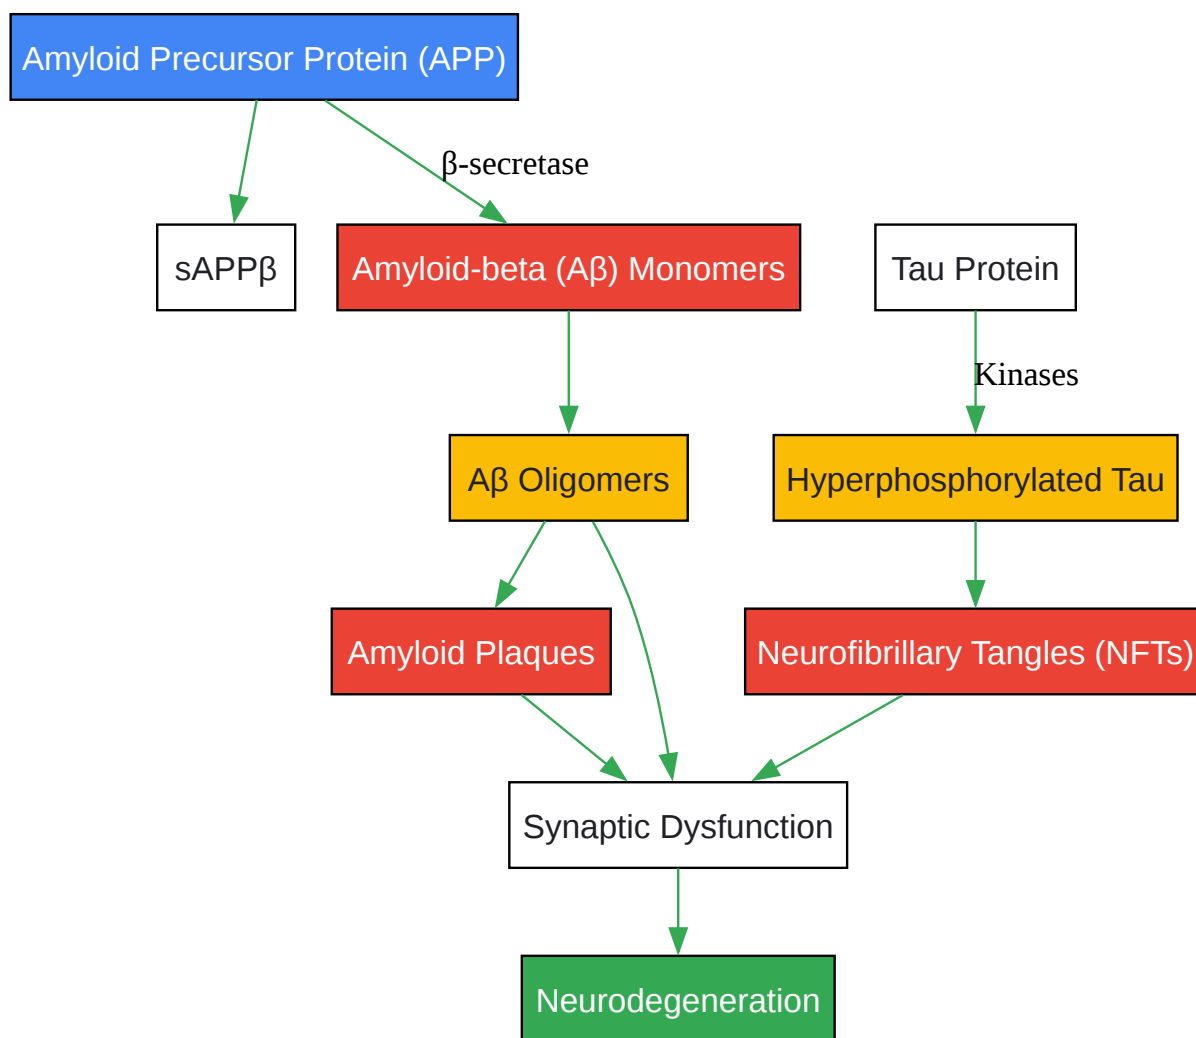 Amyloid Precursor Protein (APP)
β-secretase
sAPPβ
Amyloid-beta (Aβ) Monomers
Tau Protein
Kinases
Aβ Oligomers
Hyperphosphorylated Tau
Amyloid Plaques
Neurofibrillary Tangles (NFTs)
Synaptic Dysfunction
Neurodegeneration